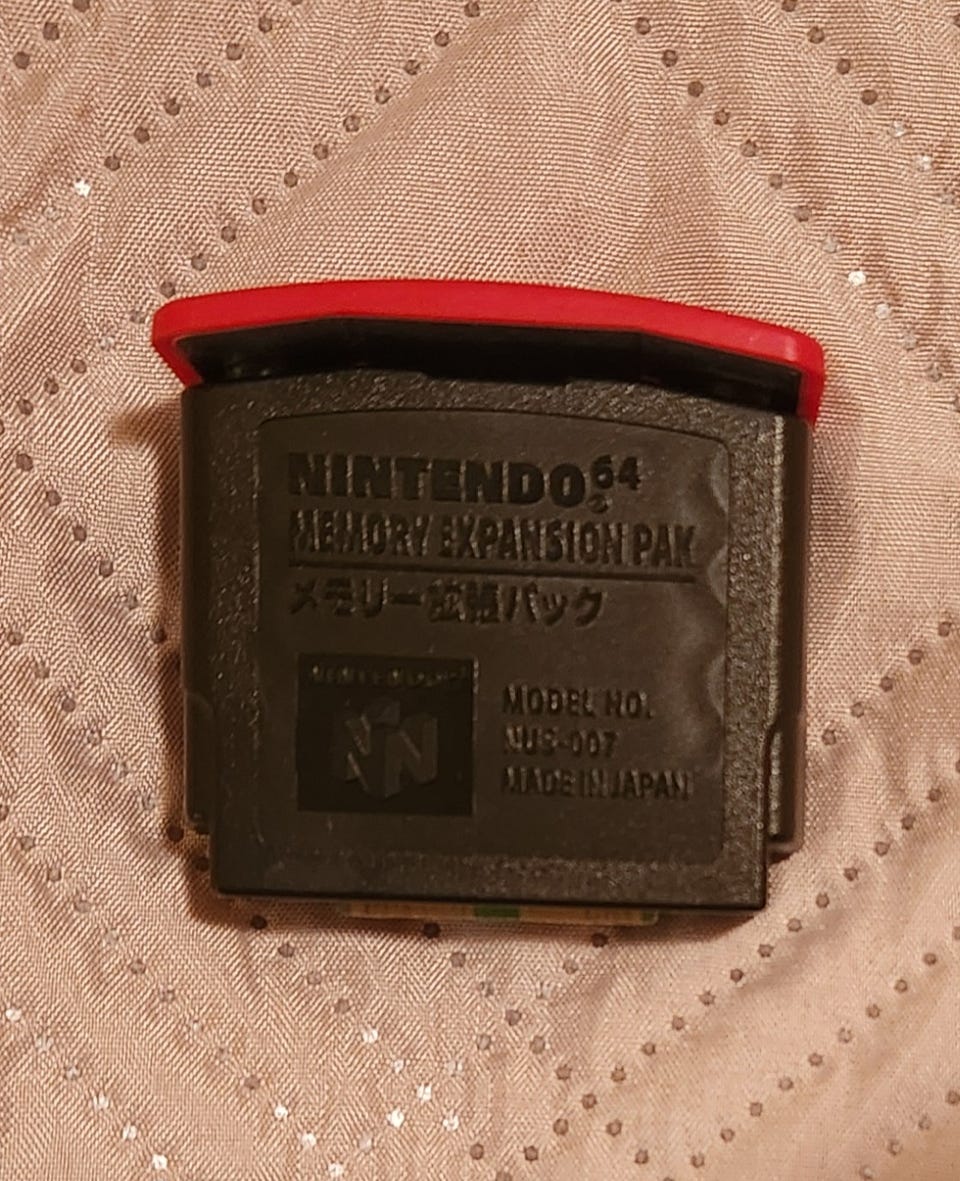 NINTENDO64
MEMORY EXPANSION PAK
メモリー拡張パック
NINTENDO64
MODEL NO.
NUS-007
MADE IN JAPAN